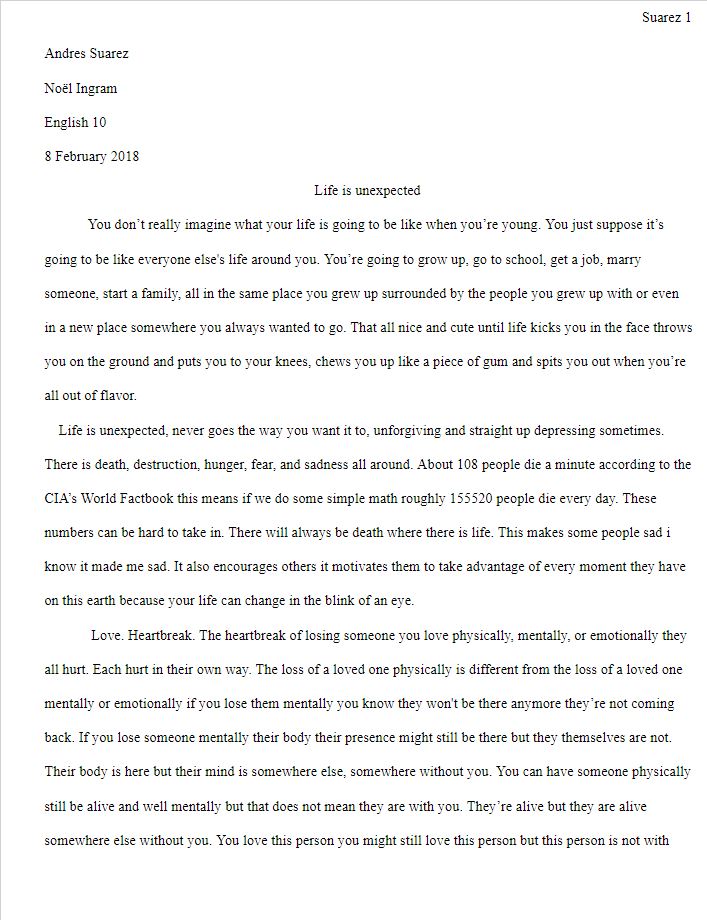 Suarez 1
Andres Suarez
Noël Ingram
English 10
8 February 2018
Life is unexpected
You don’t really imagine what your life is going to be like when you’re young. You just suppose it’s
going to be like everyone else's life around you. You’re going to grow up, go to school, get a job, marry
someone, start a family, all in the same place you grew up surrounded by the people you grew up with or even
in a new place somewhere you always wanted to go. That all nice and cute until life kicks you in the face throws
you on the ground and puts you to your knees, chews you up like a piece of gum and spits you out when you’re
all out of flavor.
Life is unexpected, never goes the way you want it to, unforgiving and straight up depressing sometimes.
There is death, destruction, hunger, fear, and sadness all around. About 108 people die a minute according to the
CIA’s World Factbook this means if we do some simple math roughly 155520 people die every day. These
numbers can be hard to take in. There will always be death where there is life. This makes some people sad i
know it made me sad. It also encourages others it motivates them to take advantage of every moment they have
on this earth because your life can change in the blink of an eye.
Love. Heartbreak. The heartbreak of losing someone you love physically, mentally, or emotionally they
all hurt. Each hurt in their own way. The loss of a loved one physically is different from the loss of a loved one
mentally or emotionally if you lose them mentally you know they won't be there anymore they’re not coming
back. If you lose someone mentally their body their presence might still be there but they themselves are not.
Their body is here but their mind is somewhere else, somewhere without you. You can have someone physically
still be alive and well mentally but that does not mean they are with you. They’re alive but they are alive
somewhere else without you. You love this person you might still love this person but this person is not with